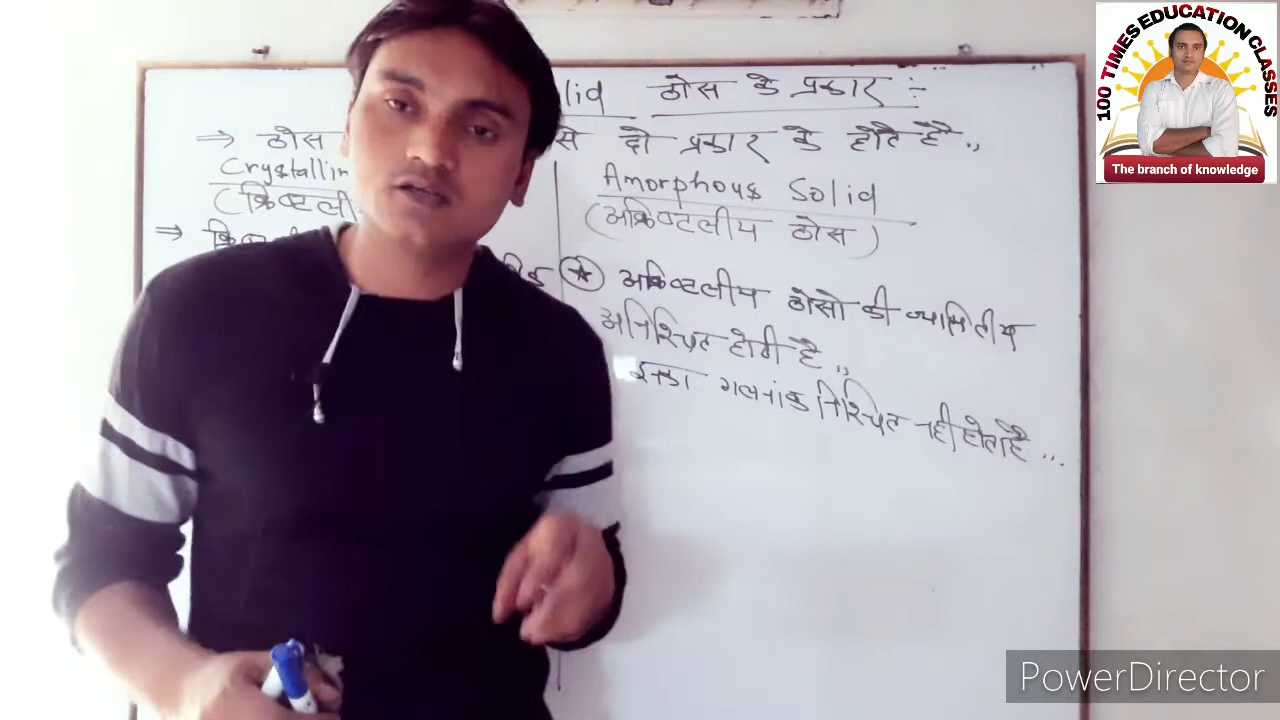 lid ठोस के प्रकार :-
⇒ ठोस से दो प्रकार के होते है..
Crystallin
(क्रिष्टली
Amorphous Solid
(अक्रिष्टलीय ठोस)
⇒
★ अक्रिष्टलीय ठोसो की ज्यामितीय
अनिश्चित होती है..
इनका गलनांक निश्चित नही होता है...
100 TIMES EDUCATION CLASSES
The branch of knowledge
PowerDirector